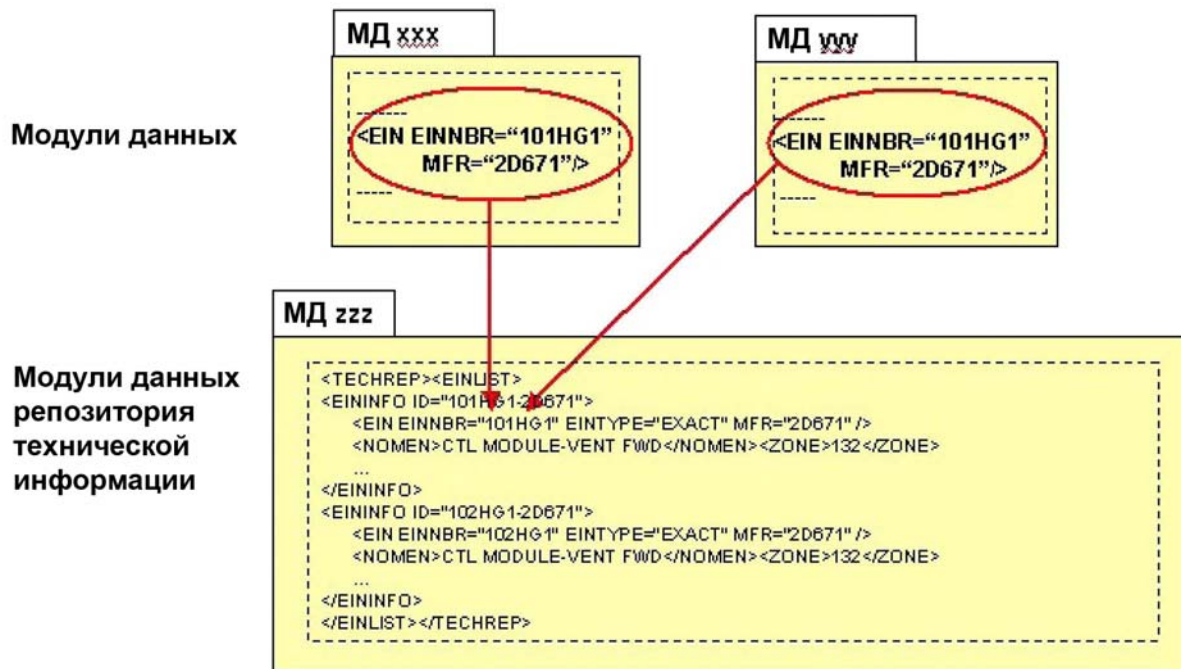 МД xxx
МД yyy
Модули данных
--------
<EIN EINNBR=“101HG1”
MFR=“2D671”/>
-----
--------
<EIN EINNBR=“101HG1”
MFR=“2D671”/>
-----
МД zzz
Модули данных
репозитория
технической
информации
<TECHREP><EINLIST>
<EININFO ID="101HG1-2D671">
<EIN EINNBR="101HG1" EINTYPE="EXACT" MFR="2D671" />
<NOMEN>CTL MODULE-VENT FWD</NOMEN><ZONE>132</ZONE>
...
</EININFO>
<EININFO ID="102HG1-2D671">
<EIN EINNBR="102HG1" EINTYPE="EXACT" MFR="2D671" />
<NOMEN>CTL MODULE-VENT FWD</NOMEN><ZONE>132</ZONE>
...
</EININFO>
</EINLIST></TECHREP>